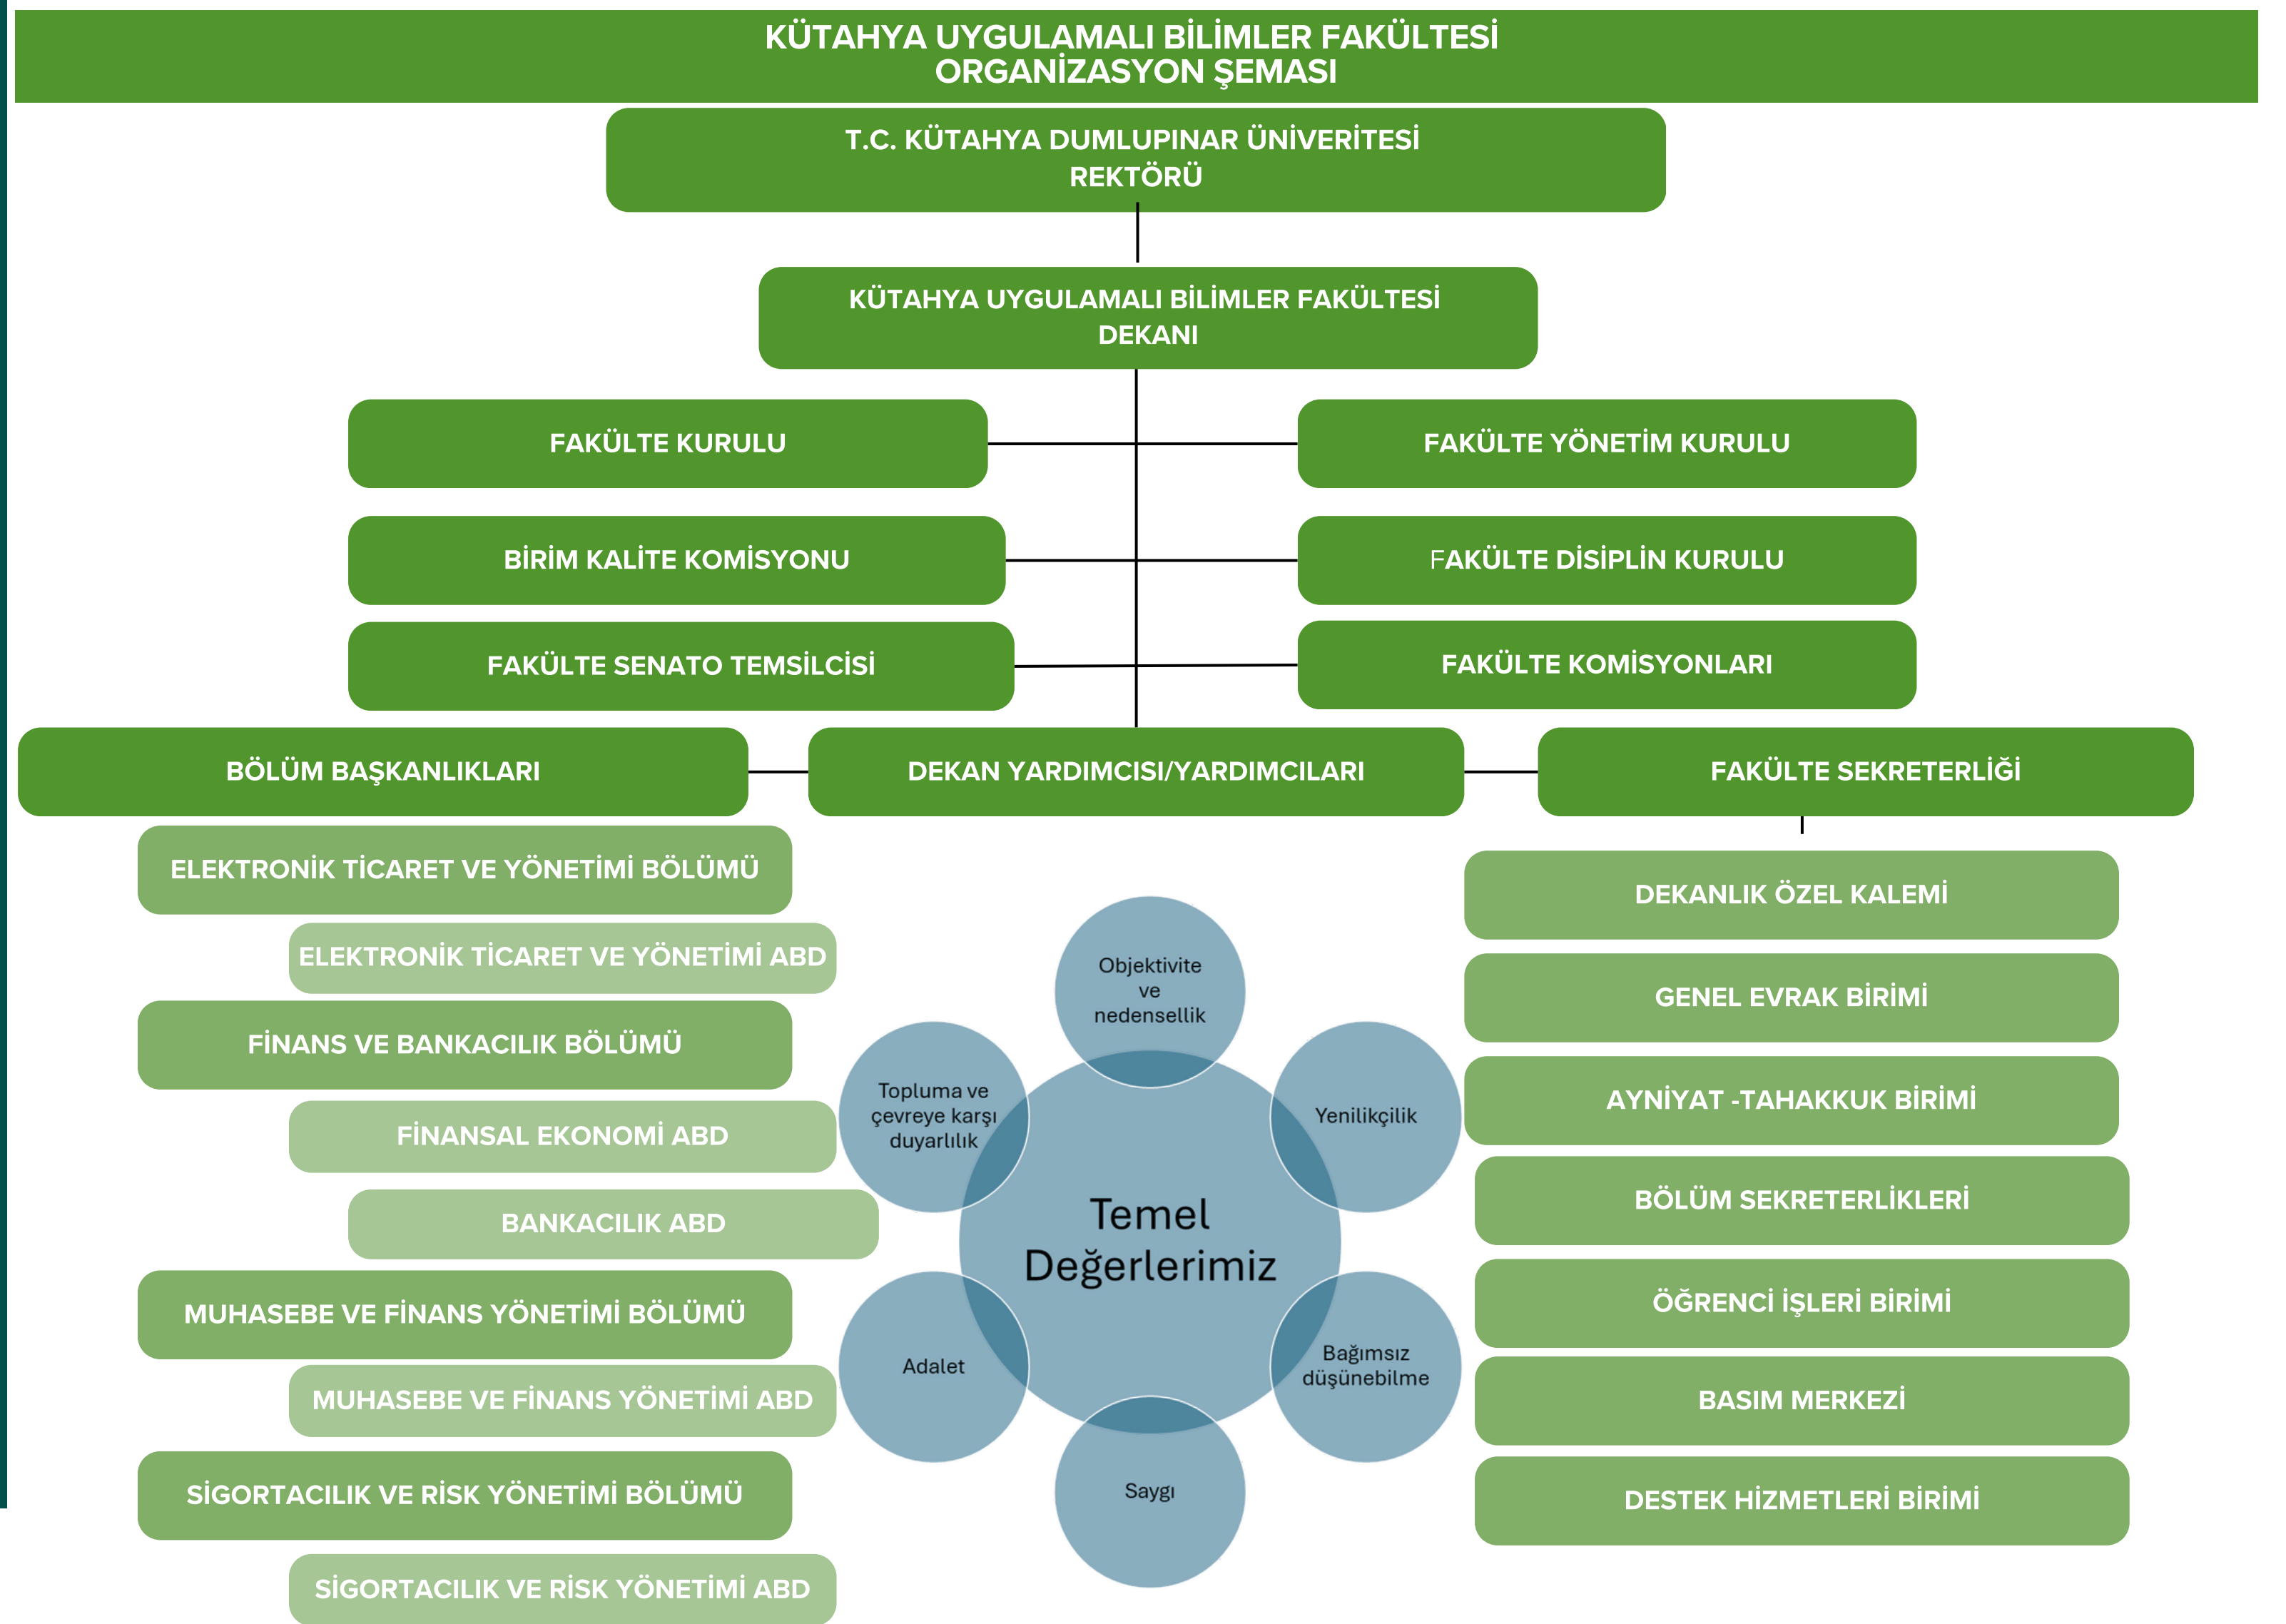 KÜTAHYA UYGULAMALI BİLİMLER FAKÜLTESİ
ORGANİZASYON ŞEMASI
T.C. KÜTAHYA DUMLUPINAR ÜNİVERİTESİ
REKTÖRÜ
KÜTAHYA UYGULAMALI BİLİMLER FAKÜLTESİ
DEKANI
FAKÜLTE KURULU
FAKÜLTE YÖNETİM KURULU
BİRİM KALİTE KOMİSYONU
FAKÜLTE DİSİPLİN KURULU
FAKÜLTE SENATO TEMSİLCİSİ
FAKÜLTE KOMİSYONLARI
BÖLÜM BAŞKANLIKLARI
DEKAN YARDIMCISI/YARDIMCILARI
FAKÜLTE SEKRETERLİĞİ
ELEKTRONİK TİCARET VE YÖNETİMİ BÖLÜMÜ
ELEKTRONİK TİCARET VE YÖNETİMİ ABD
FİNANS VE BANKACILIK BÖLÜMÜ
FİNANSAL EKONOMİ ABD
BANKACILIK ABD
MUHASEBE VE FİNANS YÖNETİMİ BÖLÜMÜ
MUHASEBE VE FİNANS YÖNETİMİ ABD
SİGORTACILIK VE RİSK YÖNETİMİ BÖLÜMÜ
SİGORTACILIK VE RİSK YÖNETİMİ ABD
Objektivite
ve
nedensellik
Topluma ve
çevreye karşı
duyarlılık
Yenilikçilik
Temel
Değerlerimiz
Adalet
Bağımsız
düşünebilme
Saygı
DEKANLIK ÖZEL KALEMİ
GENEL EVRAK BİRİMİ
AYNİYAT -TAHAKKUK BİRİMİ
BÖLÜM SEKRETERLİKLERİ
ÖĞRENCİ İŞLERİ BİRİMİ
BASIM MERKEZİ
DESTEK HİZMETLERİ BİRİMİ